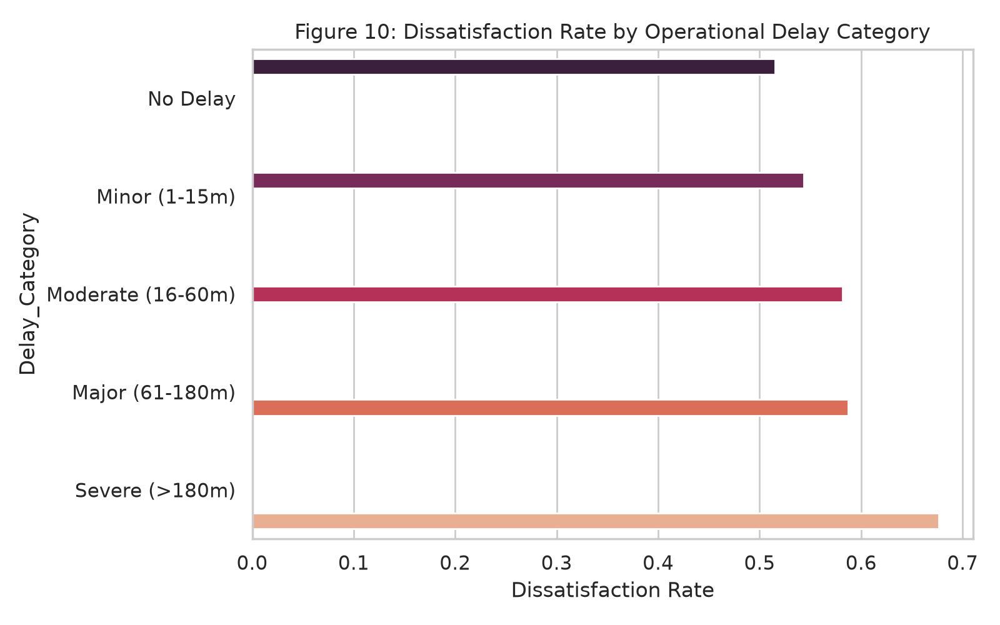 Figure 10: Dissatisfaction Rate by Operational Delay Category
Delay_Category
No Delay
Minor (1-15m)
Moderate (16-60m)
Major (61-180m)
Severe (>180m)
0.0 0.1 0.2 0.3 0.4 0.5 0.6 0.7
Dissatisfaction Rate